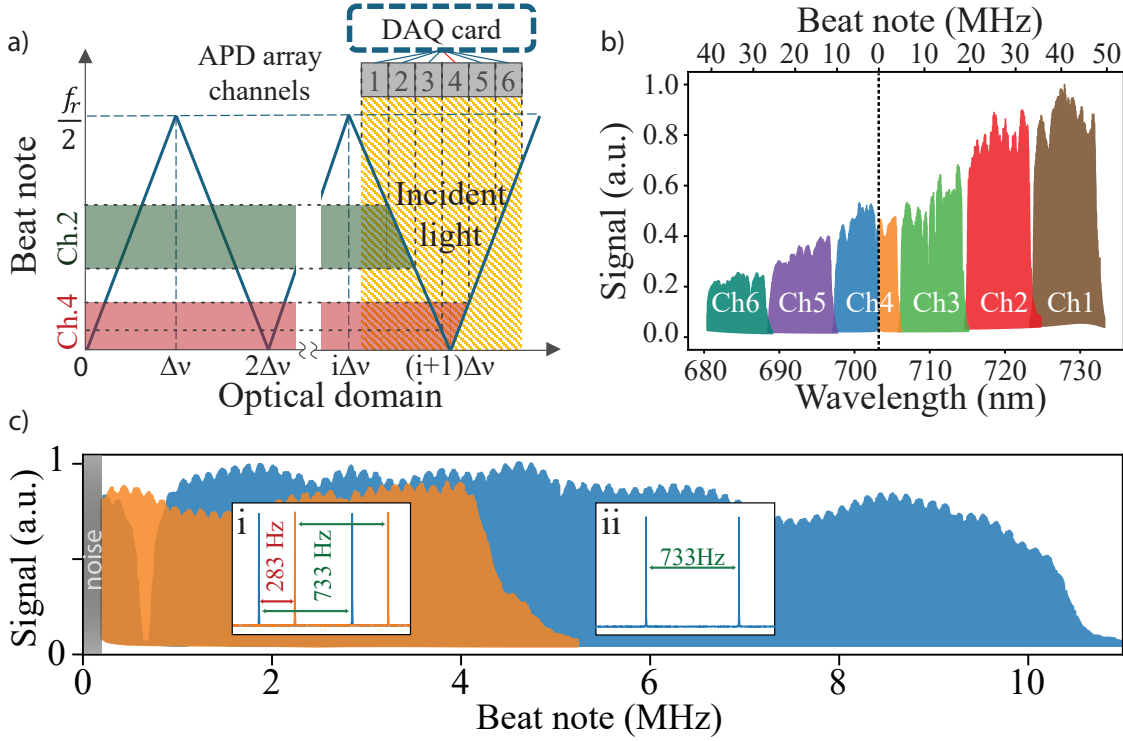 a)
DAQ card
APD array
channels
1 2 3 4 5 6
f_r/2
Beat note
Ch.2
Ch.4
Incident
light
0 Δν 2Δν iΔν (i+1)Δν
Optical domain
b)
Beat note (MHz)
40 30 20 10 0 5 10 20 30 40 50
Signal (a.u.)
1.0
0.8
0.6
0.4
0.2
0.0
Ch6 Ch5 Ch4 Ch3 Ch2 Ch1
680 690 700 710 720 730
Wavelength (nm)
c)
Signal (a.u.)
1
0
noise
i
283 Hz
733 Hz
ii
733Hz
0 2 4 6 8 10
Beat note (MHz)